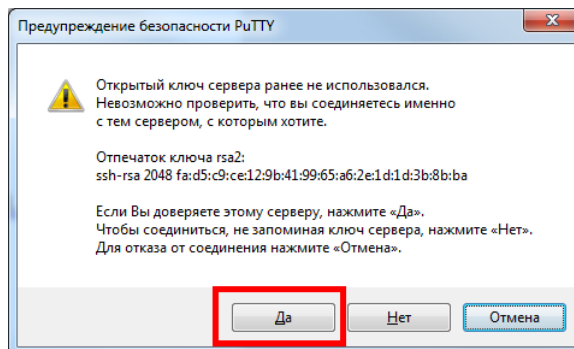 Предупреждение безопасности PuTTY
Открытый ключ сервера ранее не использовался.
Невозможно проверить, что вы соединяетесь именно
с тем сервером, с которым хотите.
Отпечаток ключа rsa2:
ssh-rsa 2048 fa:d5:c9:ce:12:9b:41:99:65:a6:2e:1d:1d:3b:8b:ba
Если Вы доверяете этому серверу, нажмите «Да».
Чтобы соединиться, не запоминая ключ сервера, нажмите «Нет».
Для отказа от соединения нажмите «Отмена».
Да Нет Отмена